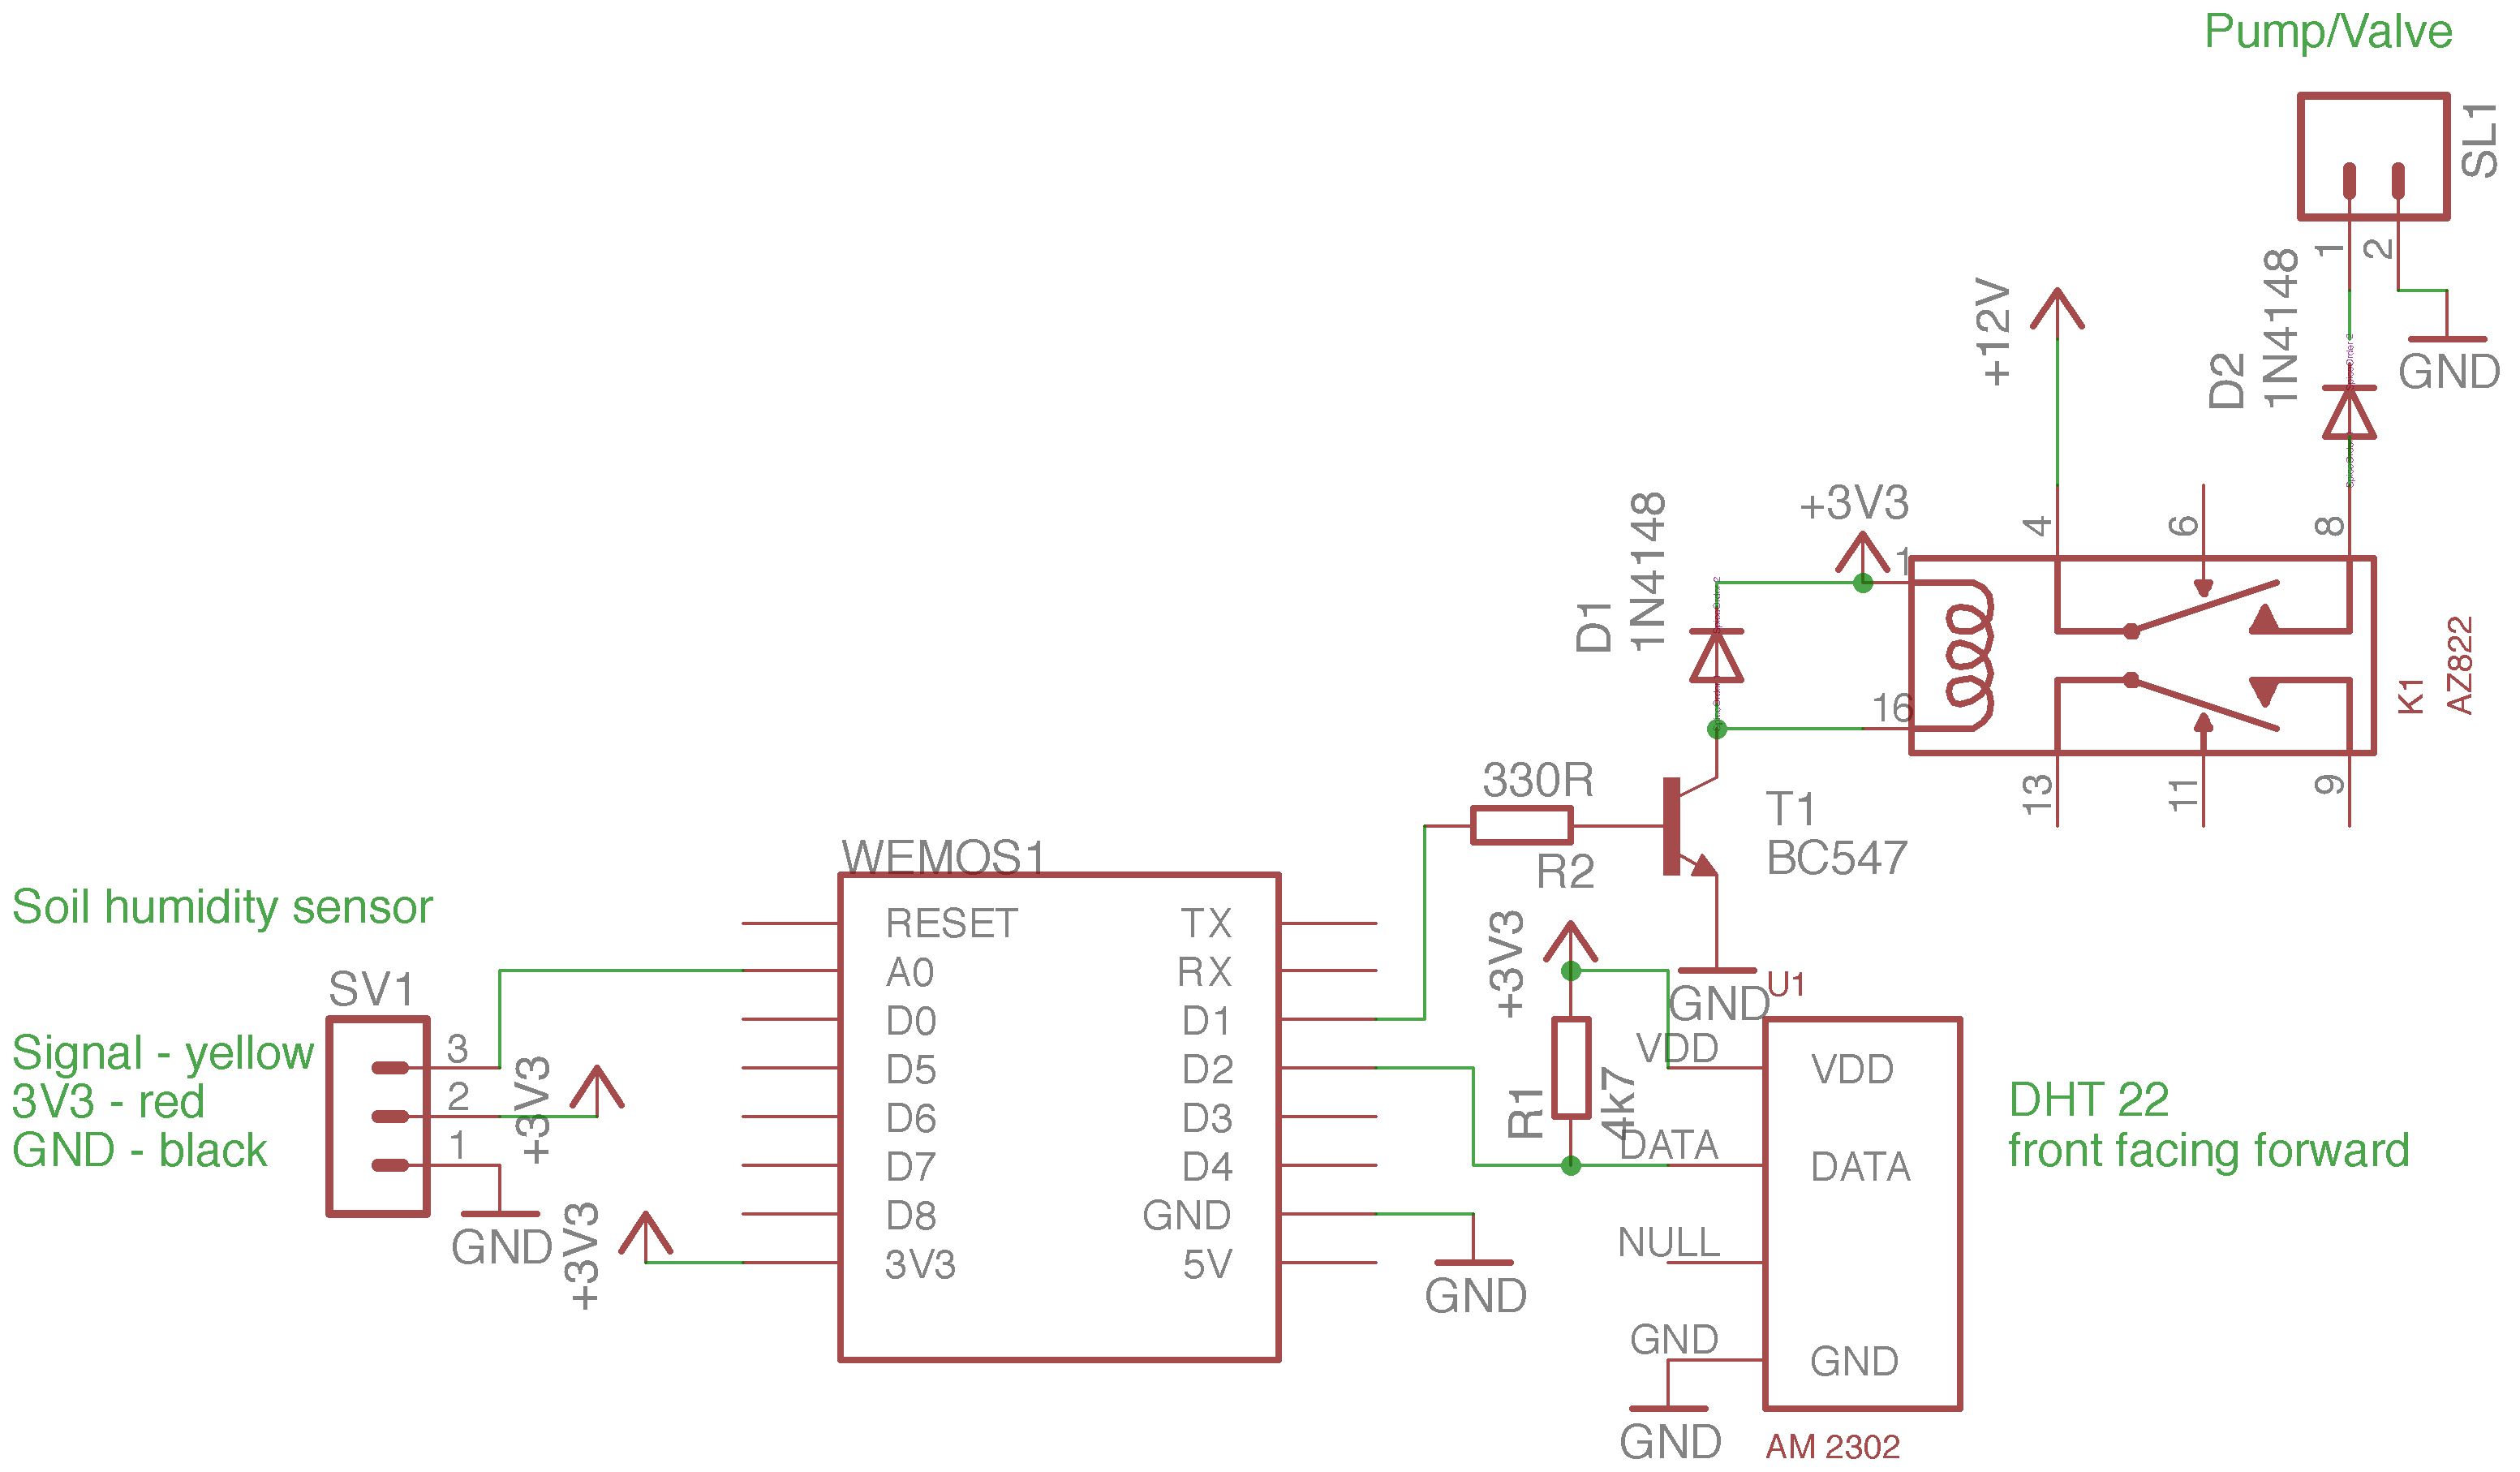 Pump/Valve
SL1
1
2
GND
+12V
D2
1N4148
4
6
8
+3V3
1
16
D1
1N4148
K1
AZ822
13
11
9
330R
R2
T1
BC547
GND
WEMOS1
RESET
A0
D0
D5
D6
D7
D8
3V3
TX
RX
D1
D2
D3
D4
GND
5V
GND
Soil humidity sensor
SV1
Signal - yellow
3V3 - red
GND - black
3
2
1
+3V3
GND
+3V3
+3V3
R1
4k7
U1
VDD
DATA
NULL
GND
VDD
DATA
GND
GND
AM 2302
DHT 22
front facing forward